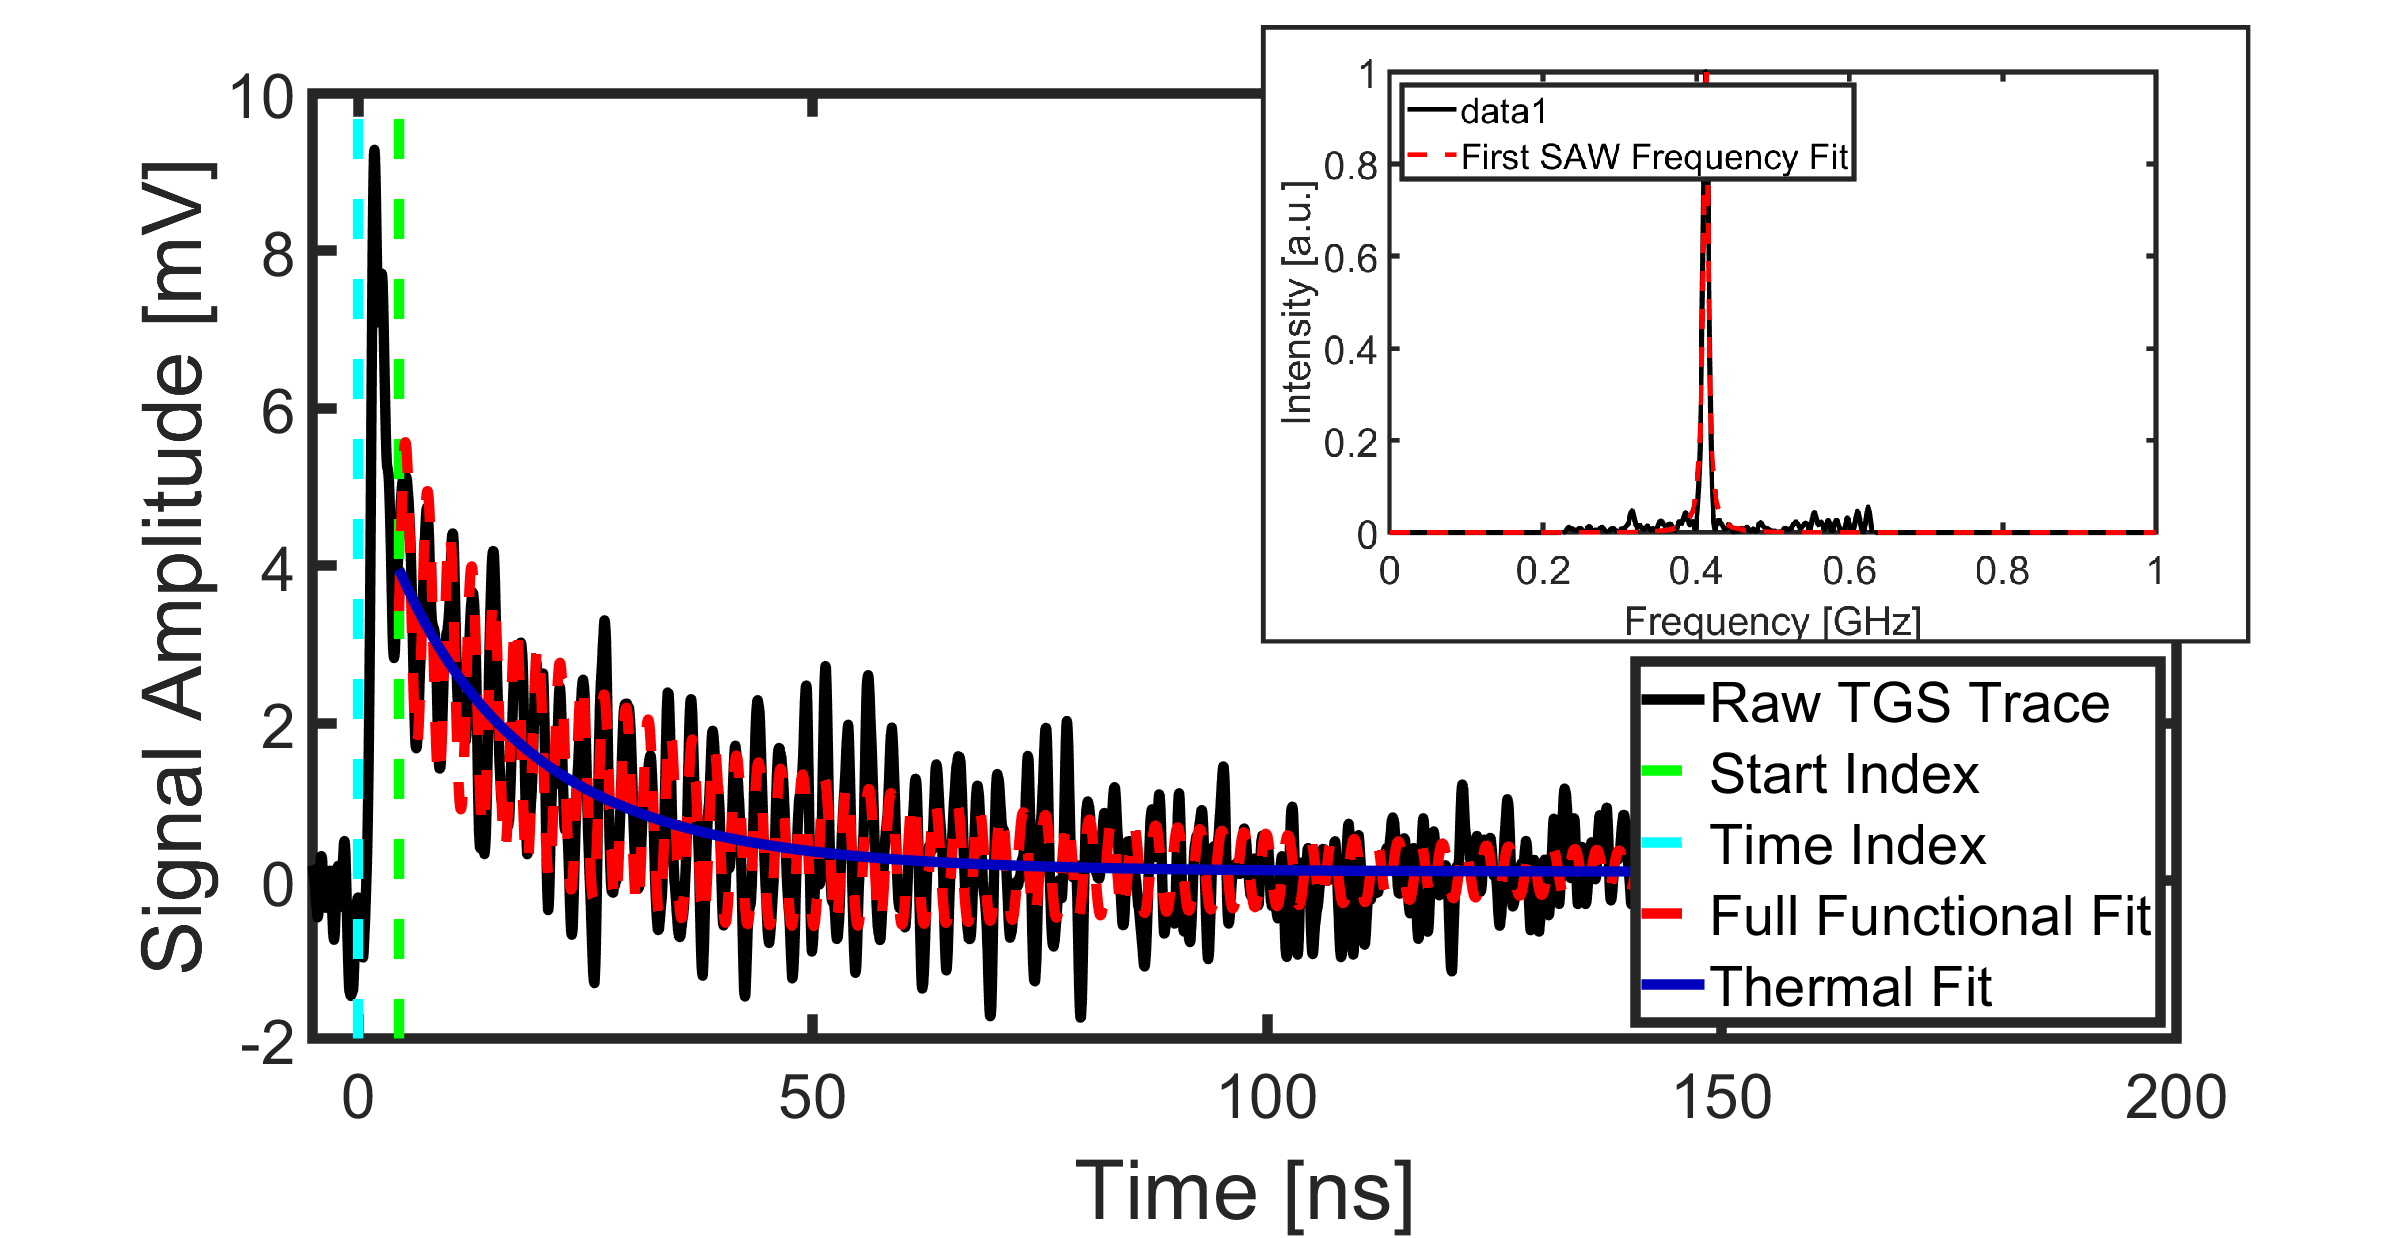 10
8
6
4
2
0
-2
Signal Amplitude [mV]
0
50
100
150
200
Time [ns]
1
0.8
0.6
0.4
0.2
0
Intensity [a.u.]
data1
First SAW Frequency Fit
0
0.2
0.4
0.6
0.8
1
Frequency [GHz]
Raw TGS Trace
Start Index
Time Index
Full Functional Fit
Thermal Fit